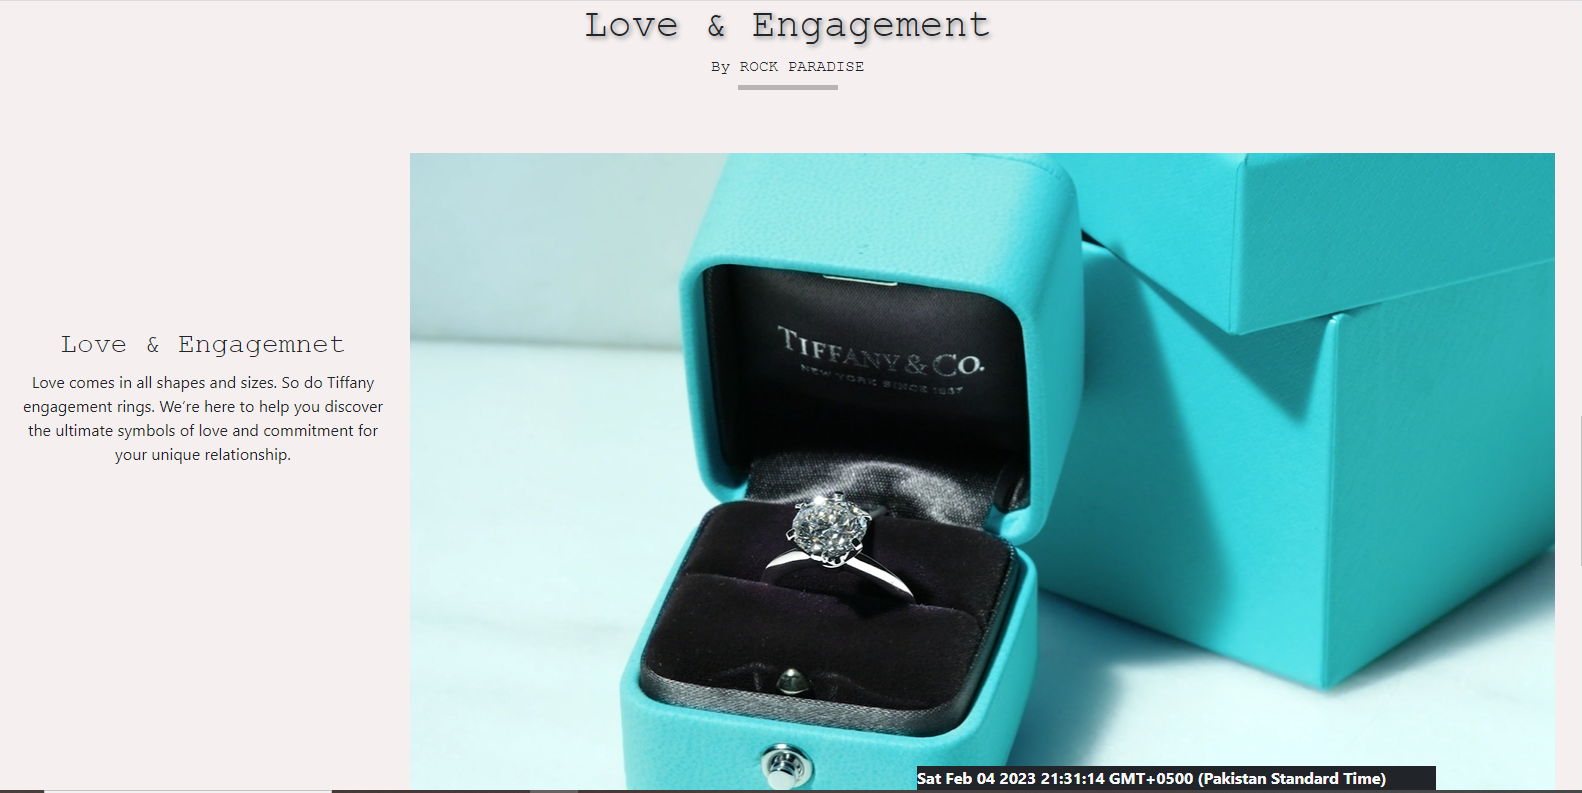 Love & Engagement
By ROCK PARADISE
Love & Engagemnet
Love comes in all shapes and sizes. So do Tiffany
engagement rings. We’re here to help you discover
the ultimate symbols of love and commitment for
your unique relationship.
TIFFANY & CO.
NEW YORK SINCE 1837
Sat Feb 04 2023 21:31:14 GMT+0500 (Pakistan Standard Time)